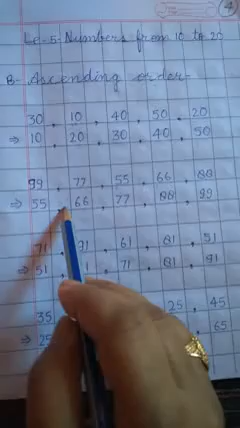 4
Le-5- Numbers from 10 to 20
B- Ascending order-
30, 10, 40, 50, 20
⇒ 10, 20, 30, 40, 50
99, 77, 55, 66, 88
⇒ 55, 66, 77, 88, 99
71, 91, 61, 81, 51
⇒ 51, 71, 81, 91
35 25, 45
⇒ 25 , 65